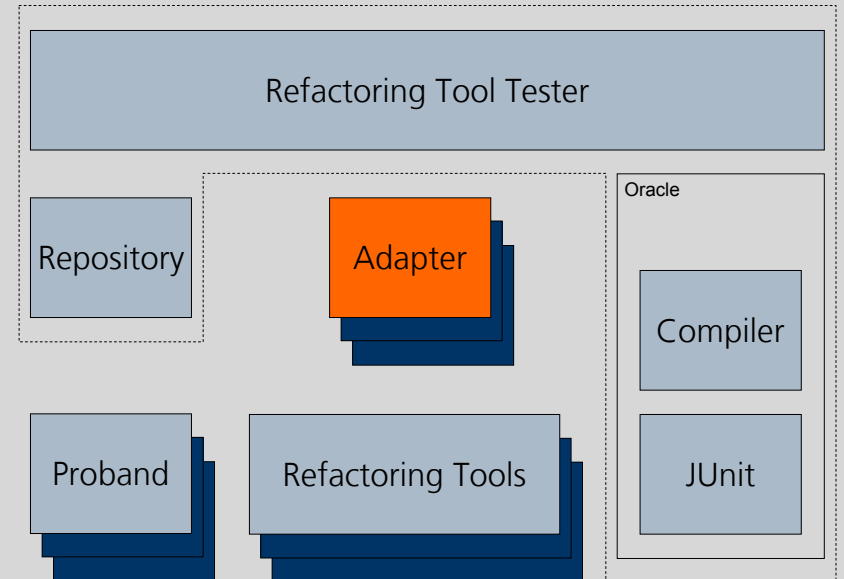 Refactoring Tool Tester
Oracle
Repository
Adapter
Compiler
Proband
Refactoring Tools
JUnit